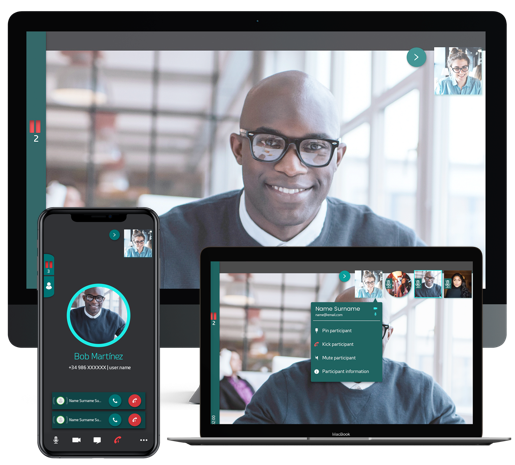 2
3
Bob Martínez
+34 986 XXXXXX | user name
Name Surname Su...
Name Surname Su...
2
Name Surname
name@email.com
Pin participant
Kick participant
Mute participant
Participant information
MacBook